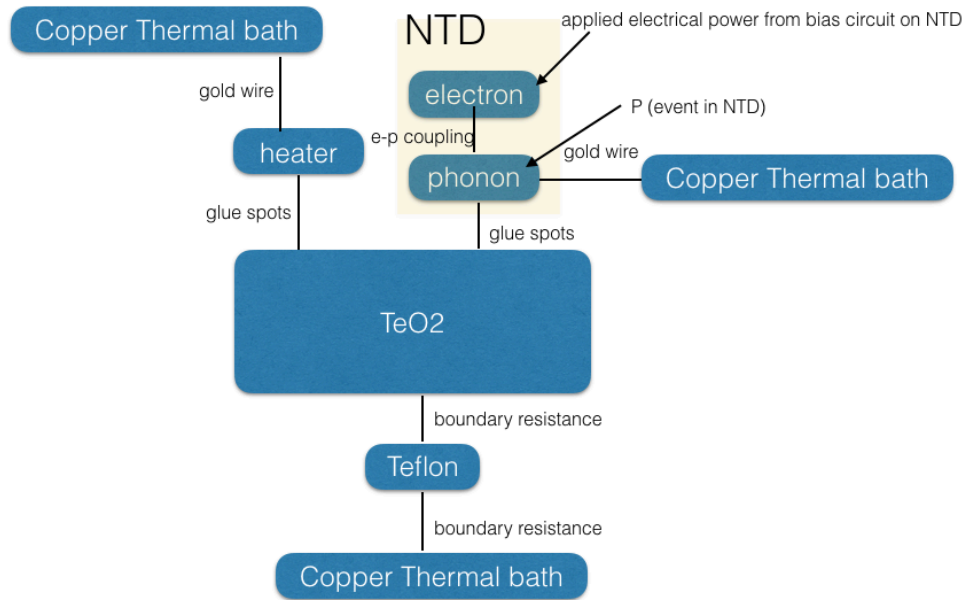 applied electrical power from bias circuit on NTD
Copper Thermal bath
NTD
gold wire
electron
P (event in NTD)
e-p coupling
gold wire
heater
phonon
Copper Thermal bath
glue spots
glue spots
TeO2
boundary resistance
Teflon
boundary resistance
Copper Thermal bath